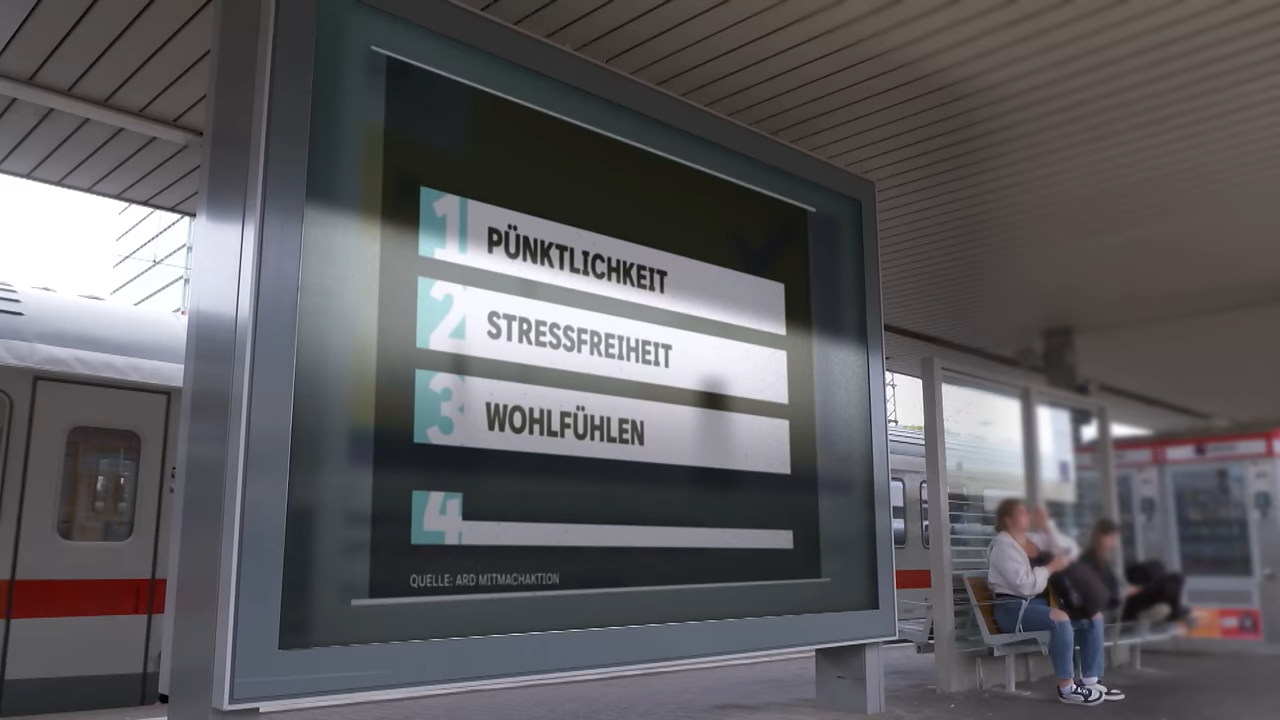 1 PÜNKTLICHKEIT
2 STRESSFREIHEIT
3 WOHLFÜHLEN
4
QUELLE: ARD MITMACHAKTION